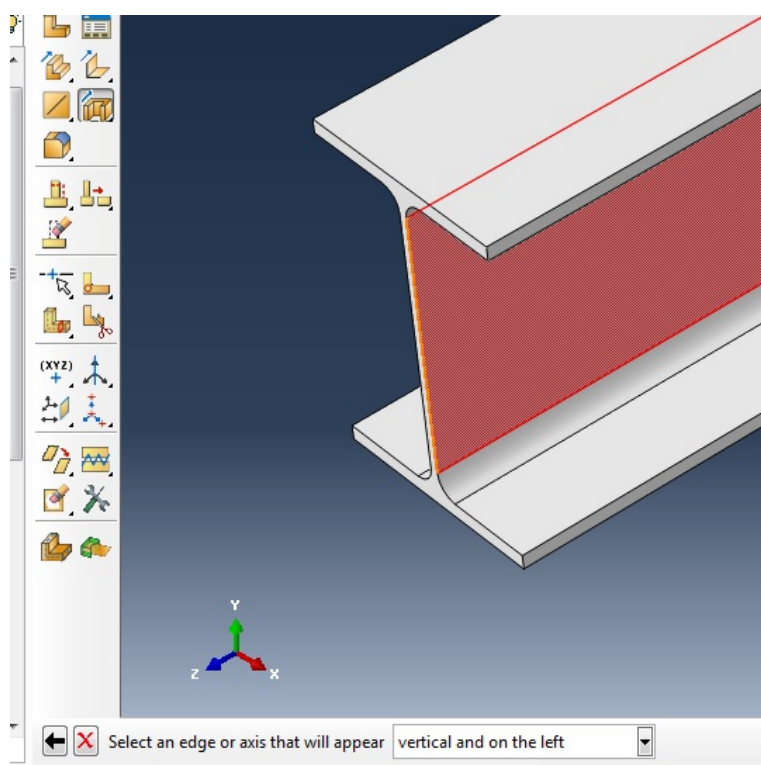 (XYZ)
Y
Z
X
Select an edge or axis that will appear vertical and on the left